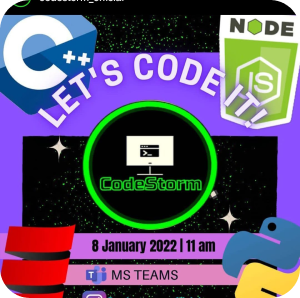 C++
NODE
JS
LET'S CODE IT!
CodeStorm
8 January 2022 | 11 am
MS TEAMS